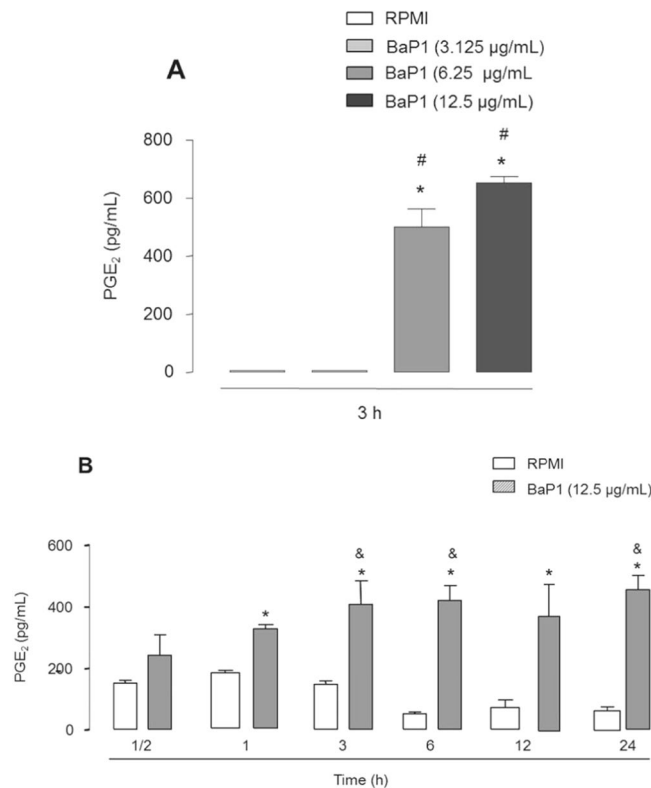 RPMI
BaP1 (3.125 µg/mL)
BaP1 (6.25 µg/mL
BaP1 (12.5 µg/mL)
A
800
600
400
200
0
PGE₂ (pg/mL)
#
*
#
*
3 h
B
RPMI
BaP1 (12.5 µg/mL)
600
400
200
0
PGE₂ (pg/mL)
*
&
*
&
*
*
&
*
1/2 1 3 6 12 24
Time (h)